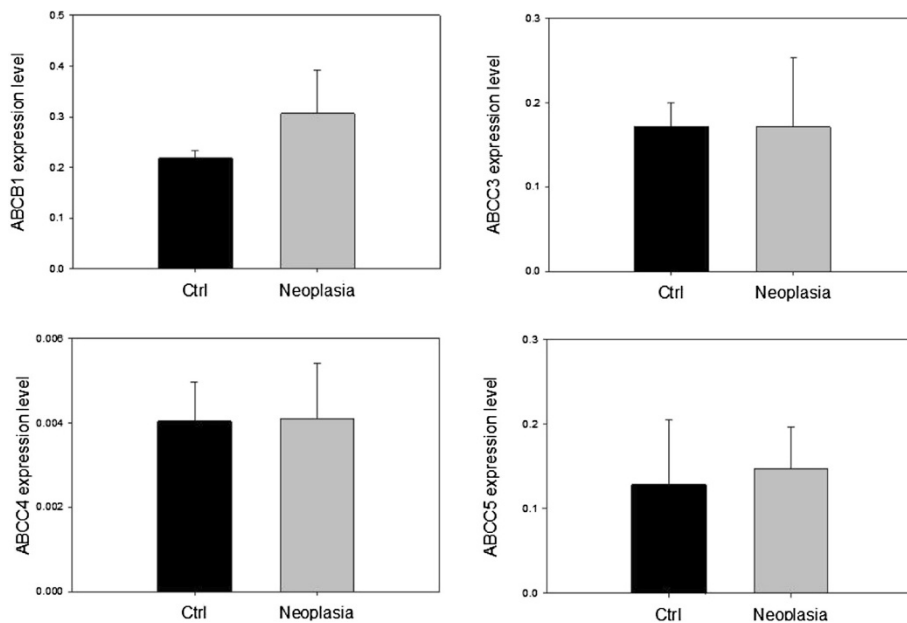 ABCB1 expression level
0.5
0.4
0.3
0.2
0.1
0.0
Ctrl Neoplasia
ABCC3 expression level
0.3
0.2
0.1
0.0
Ctrl Neoplasia
ABCC4 expression level
0.006
0.004
0.002
0.000
Ctrl Neoplasia
ABCC5 expression level
0.3
0.2
0.1
0.0
Ctrl Neoplasia